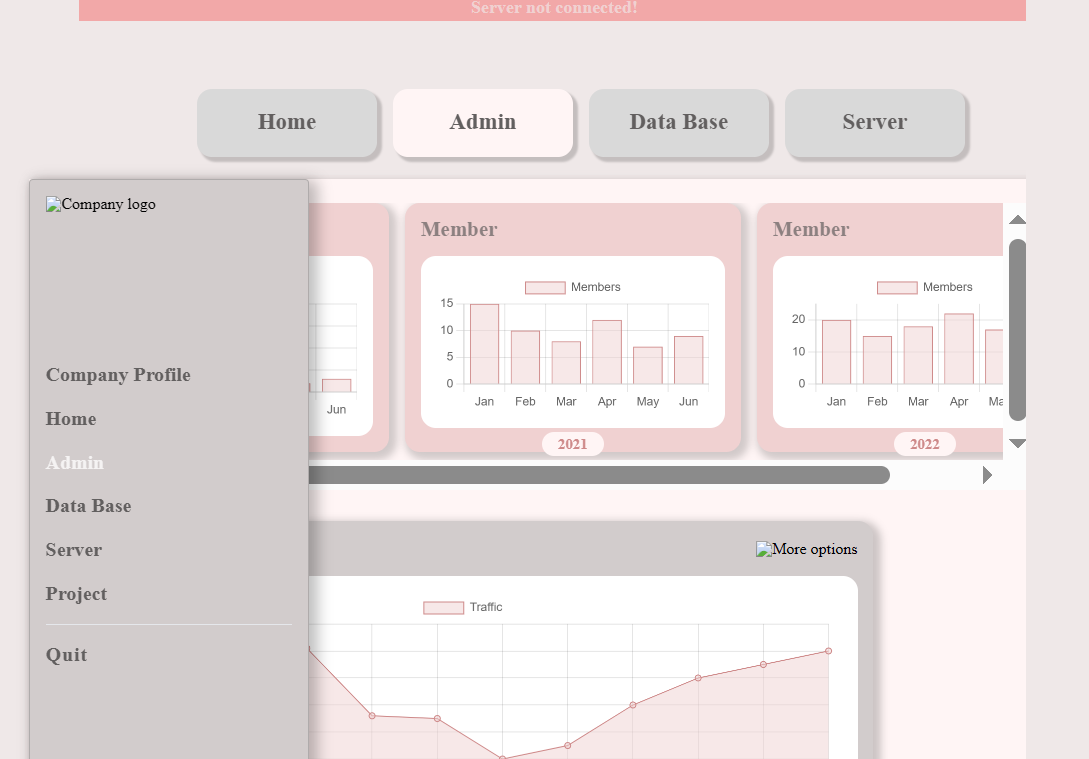 Server not connected!
Home
Admin
Data Base
Server
Company logo
Company Profile
Home
Admin
Data Base
Server
Project
Quit
Jun
Member
Members
15
10
5
0
Jan Feb Mar Apr May Jun
2021
Member
Members
20
10
0
Jan Feb Mar Apr Ma
2022
More options
Traffic